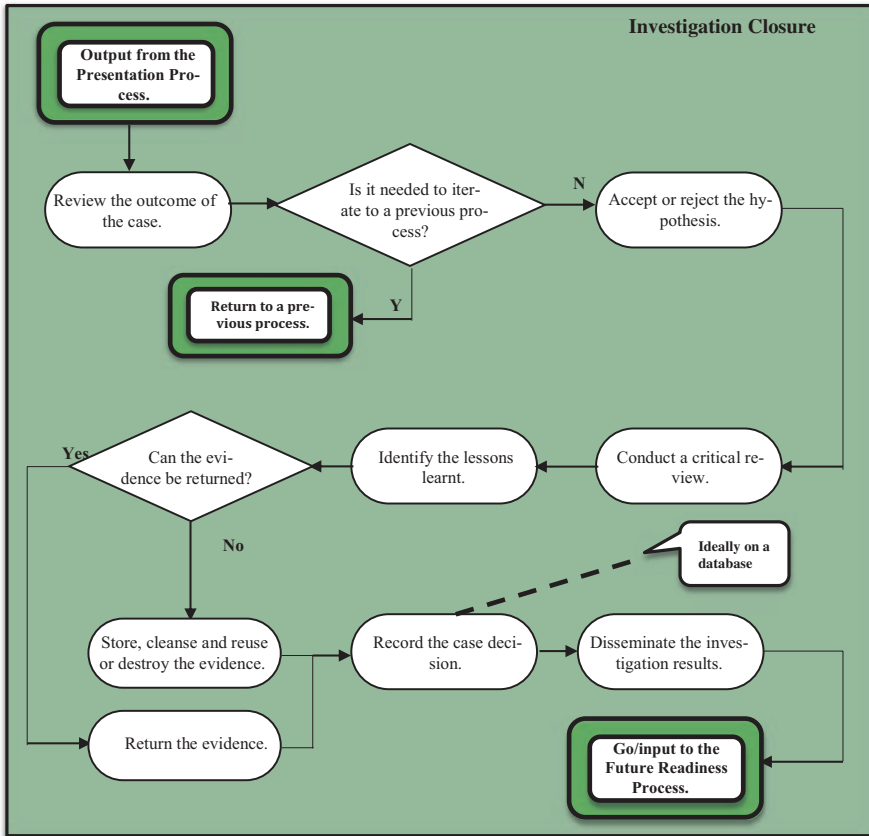 Investigation Closure
Output from the
Presentation Pro-
cess.
Review the outcome of
the case.
Is it needed to iter-
ate to a previous pro-
cess?
N
Accept or reject the hy-
pothesis.
Y
Return to a pre-
vious process.
Yes
Can the evi-
dence be returned?
Identify the lessons
learnt.
Conduct a critical re-
view.
No
Ideally on a
database
Store, cleanse and reuse
or destroy the evidence.
Record the case deci-
sion.
Disseminate the inves-
tigation results.
Return the evidence.
Go/input to the
Future Readiness
Process.